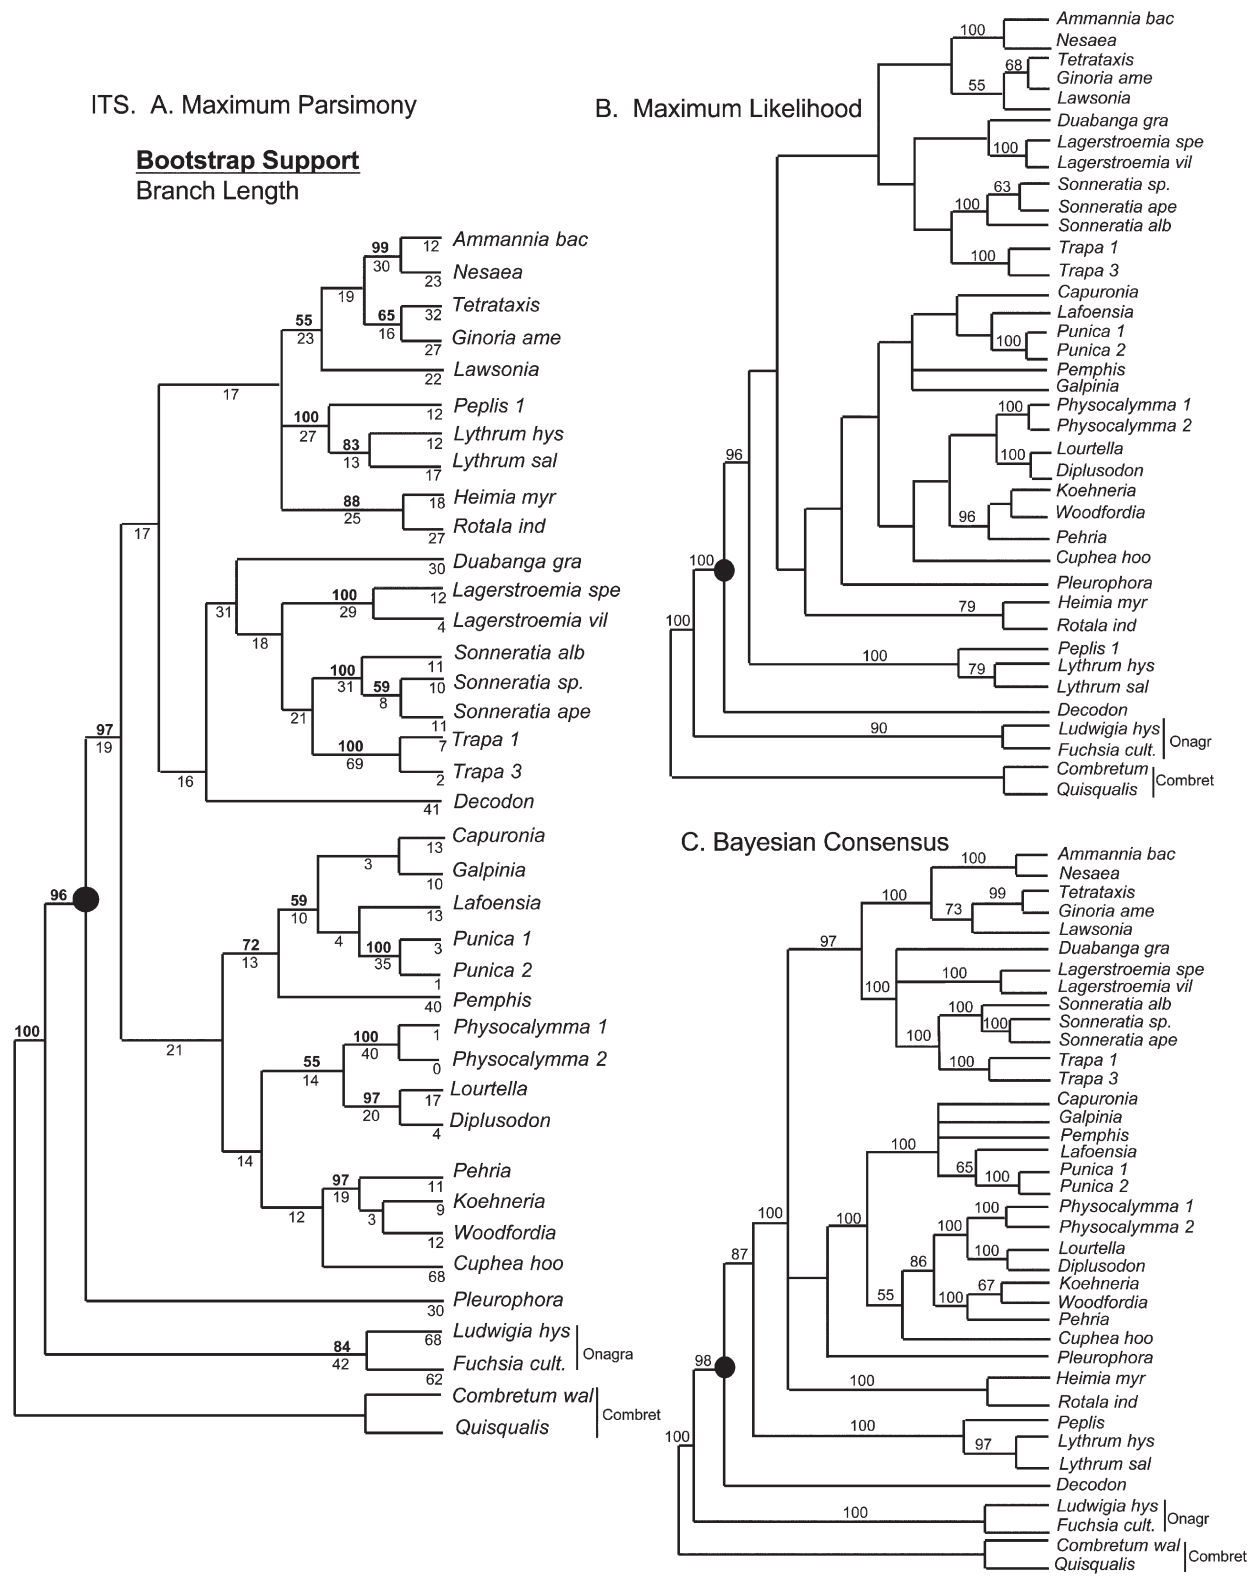 ITS. A. Maximum Parsimony
Bootstrap Support
Branch Length
99
30
12
Ammannia bac
23
Nesaea
19
65
16
32
Tetrataxis
27
Ginoria ame
55
23
22
Lawsonia
17
100
27
12
Peplis 1
83
13
12
Lythrum hys
17
Lythrum sal
88
25
18
Heimia myr
27
Rotala ind
17
30
Duabanga gra
31
100
29
12
Lagerstroemia spe
4
Lagerstroemia vil
18
100
31
11
Sonneratia alb
59
8
10
Sonneratia sp.
11
Sonneratia ape
21
100
69
7
Trapa 1
2
Trapa 3
16
41
Decodon
97
19
3
13
Capuronia
10
Galpinia
59
10
13
Lafoensia
4
100
35
3
Punica 1
1
Punica 2
72
13
40
Pemphis
21
100
40
1
Physocalymma 1
0
Physocalymma 2
55
14
97
20
17
Lourtella
4
Diplusodon
14
97
19
11
Pehria
3
9
Koehneria
12
Woodfordia
12
68
Cuphea hoo
96
30
Pleurophora
100
84
42
68
Ludwigia hys
62
Fuchsia cult.
Onagra
Combretum wal
Quisqualis
Combret
B. Maximum Likelihood
100
Ammannia bac
Nesaea
68
Tetrataxis
Ginoria ame
55
Lawsonia
Duabanga gra
100
Lagerstroemia spe
Lagerstroemia vil
63
Sonneratia sp.
Sonneratia ape
100
Sonneratia alb
100
Trapa 1
Trapa 3
Capuronia
Lafoensia
100
Punica 1
Punica 2
Pemphis
Galpinia
100
Physocalymma 1
Physocalymma 2
100
Lourtella
Diplusodon
Koehneria
96
Woodfordia
Pehria
Cuphea hoo
Pleurophora
79
Heimia myr
Rotala ind
96
100
Peplis 1
79
Lythrum hys
Lythrum sal
100
Decodon
100
90
Ludwigia hys
Fuchsia cult.
Onagr
Combretum
Quisqualis
Combret
C. Bayesian Consensus
100
Ammannia bac
Nesaea
100
99
Tetrataxis
73
Ginoria ame
Lawsonia
97
Duabanga gra
100
Lagerstroemia spe
Lagerstroemia vil
100
100
Sonneratia alb
100
Sonneratia sp.
Sonneratia ape
100
100
Trapa 1
Trapa 3
Capuronia
Galpinia
Pemphis
100
Lafoensia
65
100
Punica 1
Punica 2
100
Physocalymma 1
Physocalymma 2
100
100
Lourtella
Diplusodon
86
67
Koehneria
100
Woodfordia
Pehria
55
Cuphea hoo
100
Pleurophora
100
100
Heimia myr
Rotala ind
87
100
Peplis
97
Lythrum hys
Lythrum sal
98
Decodon
100
100
Ludwigia hys
Fuchsia cult.
Onagr
Combretum wal
Quisqualis
Combret